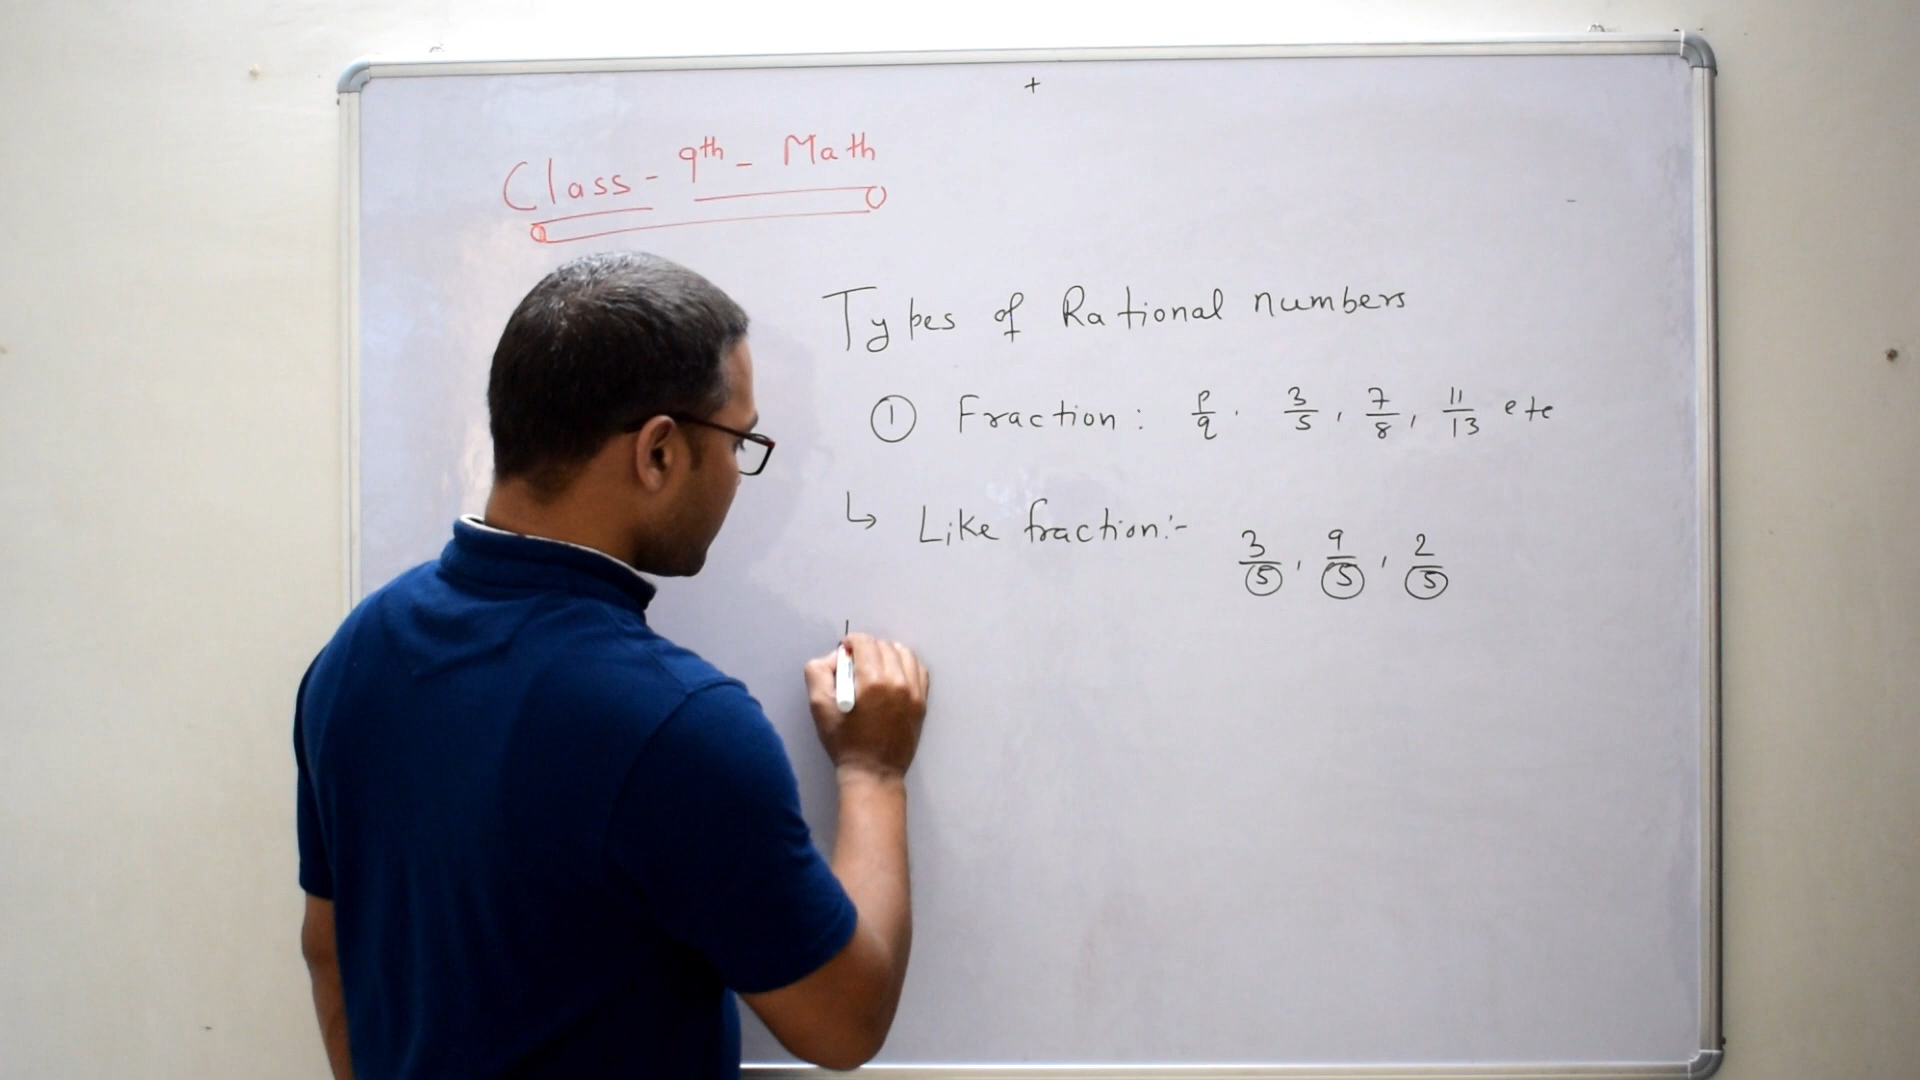 Class - 9th - Math
Types of Rational numbers
① Fraction : p/q , 3/5 , 7/8 , 11/13 etc
↳ Like fraction :- 3/5 , 9/5 , 2/5